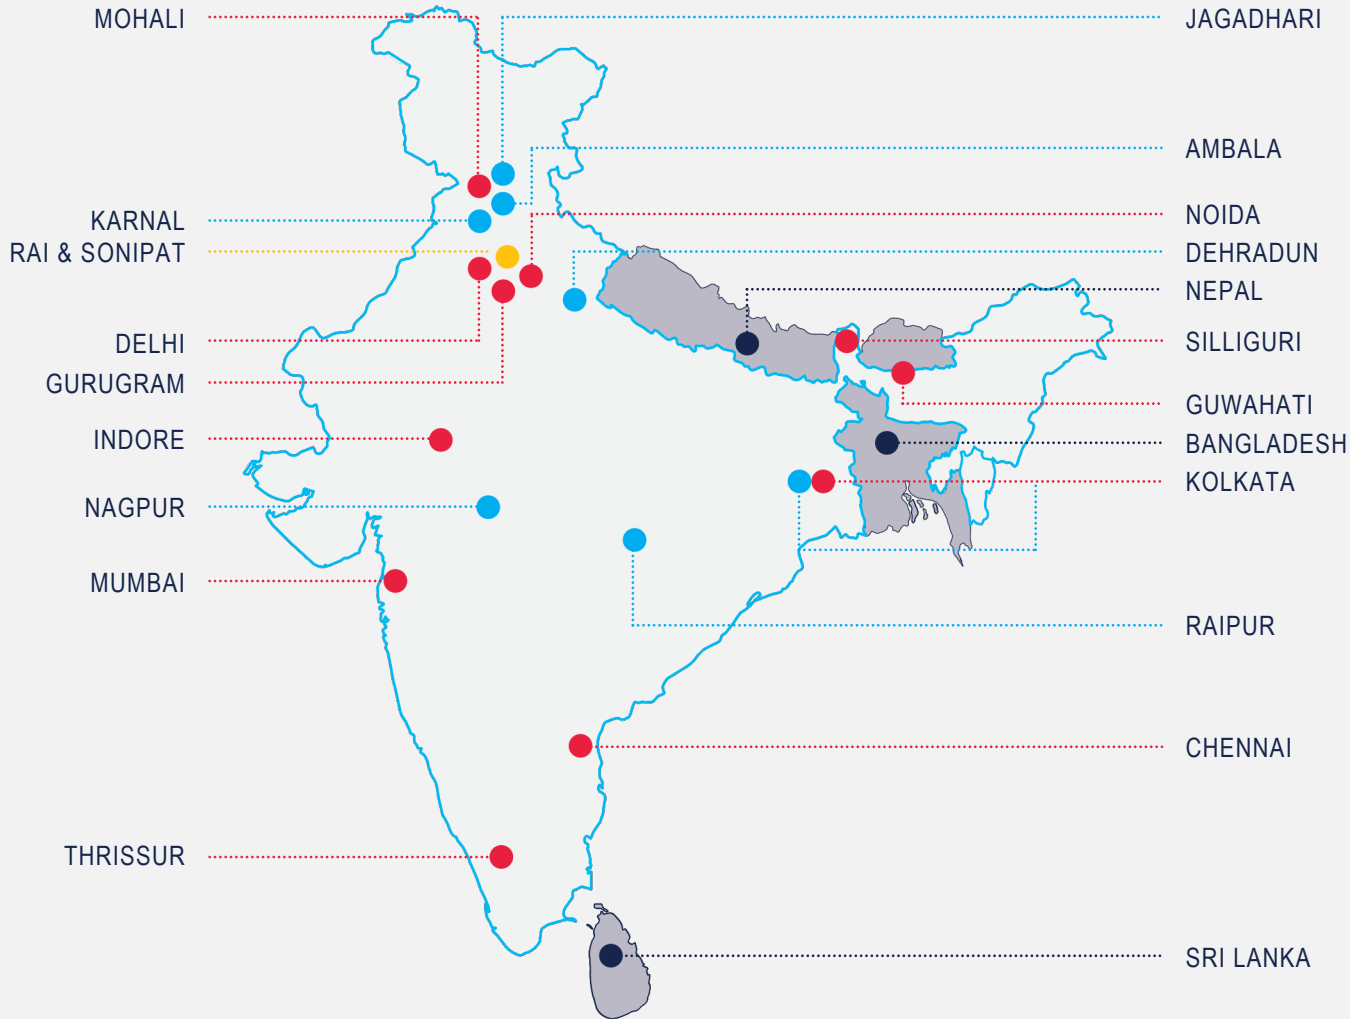 MOHALI
JAGADHARI
AMBALA
KARNAL
NOIDA
RAI & SONIPAT
DEHRADUN
NEPAL
DELHI
SILLIGURI
GURUGRAM
GUWAHATI
INDORE
BANGLADESH
KOLKATA
NAGPUR
MUMBAI
RAIPUR
CHENNAI
THRISSUR
SRI LANKA